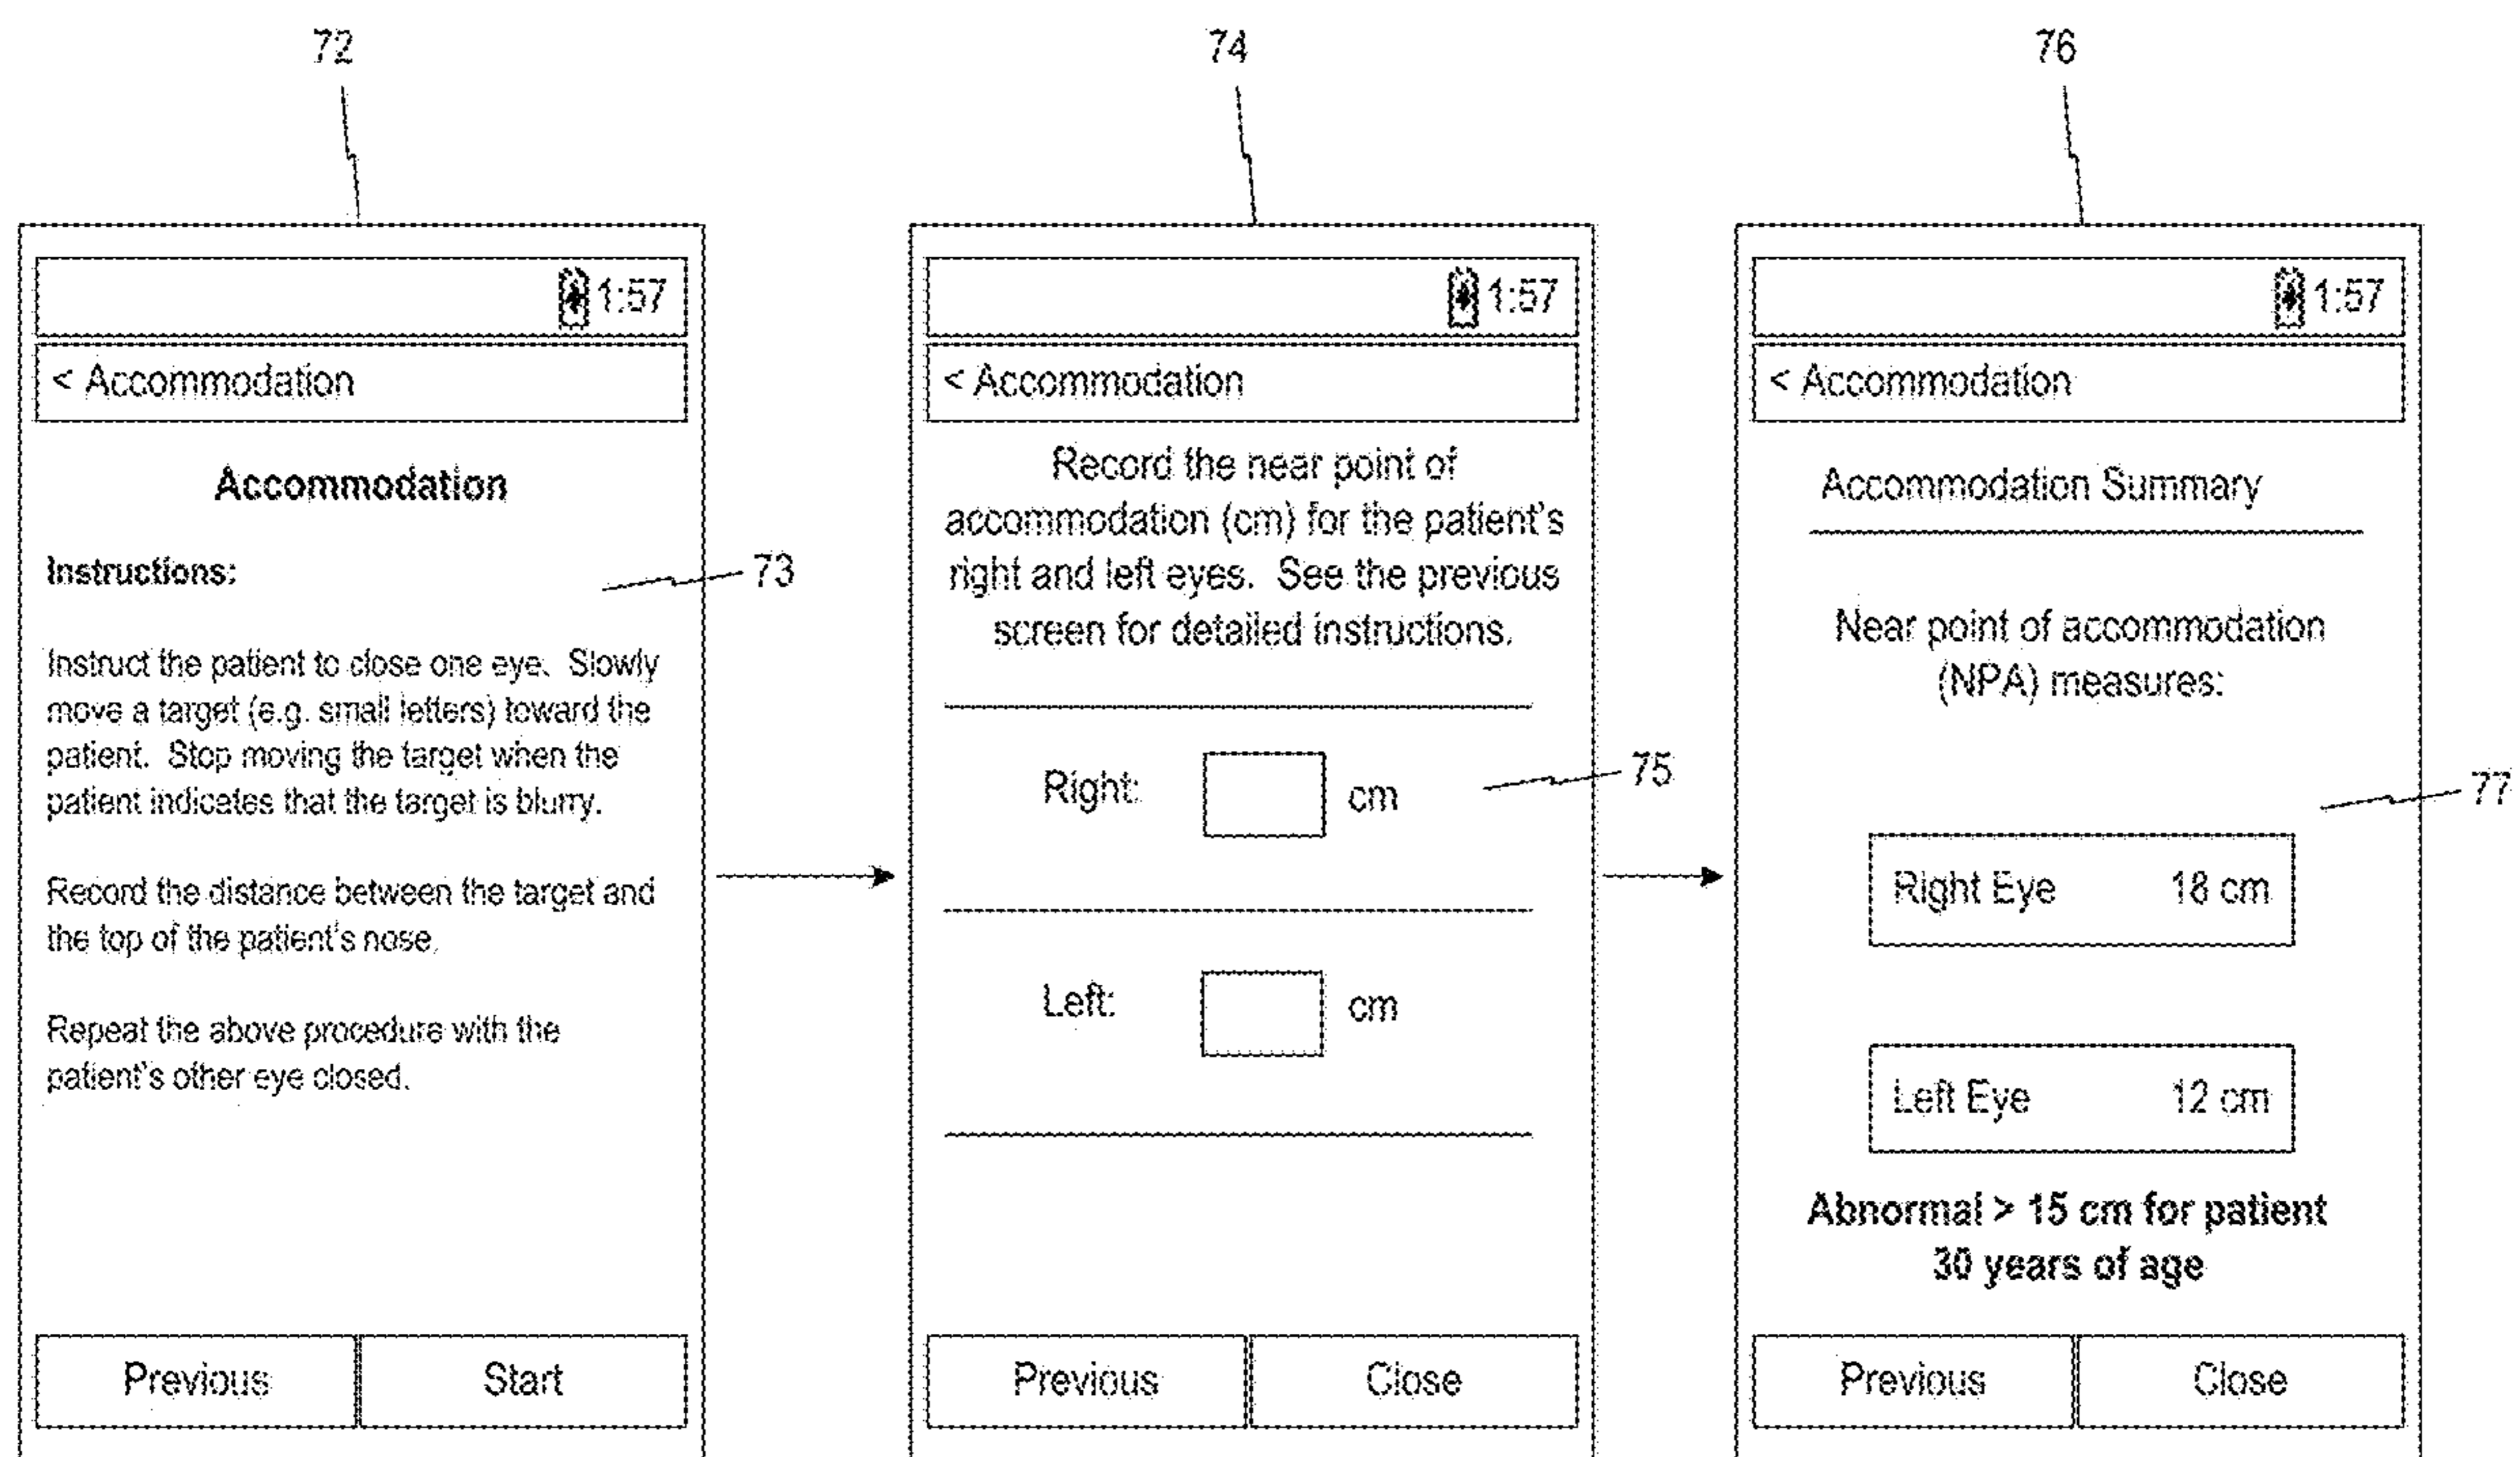 72
74
76
1:57
< Accommodation
Accommodation
Instructions:
73
Instruct the patient to close one eye. Slowly
move a target (e.g. small letters) toward the
patient. Stop moving the target when the
patient indicates that the target is blurry.
Record the distance between the target and
the top of the patient's nose.
Repeat the above procedure with the
patient's other eye closed.
Previous
Start
1:57
< Accommodation
Record the near point of
accommodation (cm) for the patient's
right and left eyes. See the previous
screen for detailed instructions.
Right: cm
75
Left: cm
Previous
Close
1:57
< Accommodation
Accommodation Summary
Near point of accommodation
(NPA) measures:
77
Right Eye 18 cm
Left Eye 12 cm
Abnormal > 15 cm for patient
30 years of age
Previous
Close